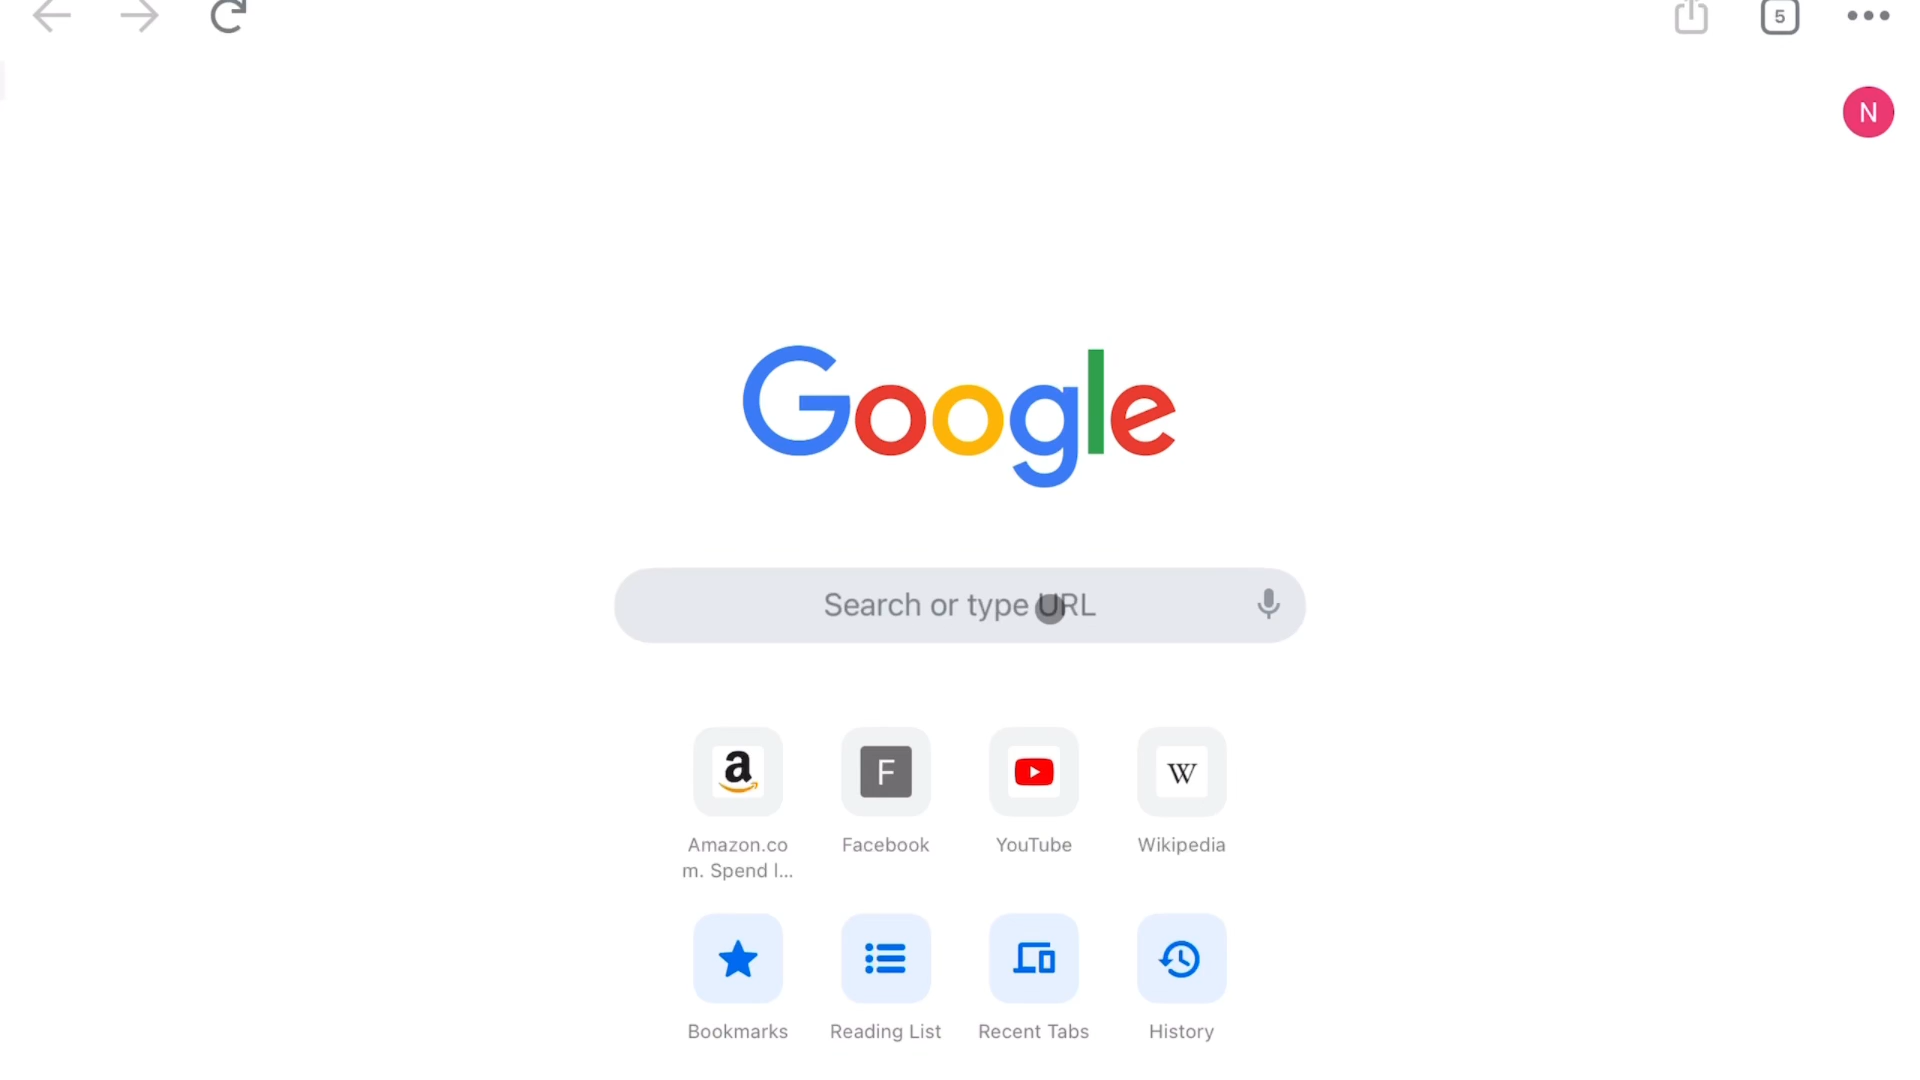 5
N
Google
Search or type URL
a
F
W
Amazon.co
m. Spend l...
Facebook
YouTube
Wikipedia
Bookmarks
Reading List
Recent Tabs
History